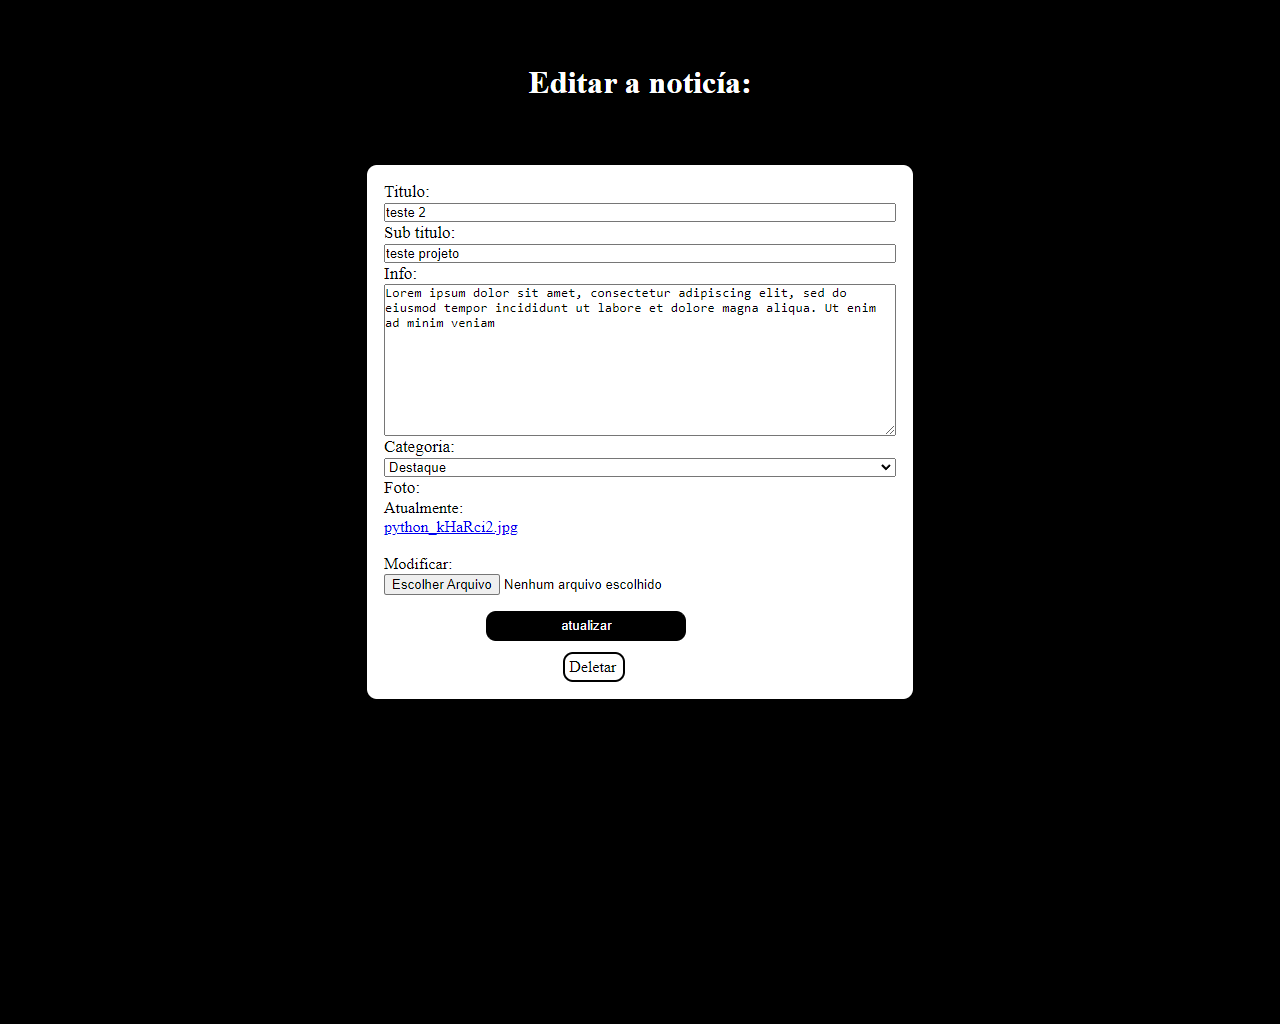 Editar a noticía:
Titulo:
teste 2
Sub titulo:
teste projeto
Info:
Lorem ipsum dolor sit amet, consectetur adipiscing elit, sed do
eiusmod tempor incididunt ut labore et dolore magna aliqua. Ut enim
ad minim veniam
Categoria:
Destaque
Foto:
Atualmente:
python_kHaRci2.jpg
Modificar:
Escolher Arquivo Nenhum arquivo escolhido
atualizar
Deletar